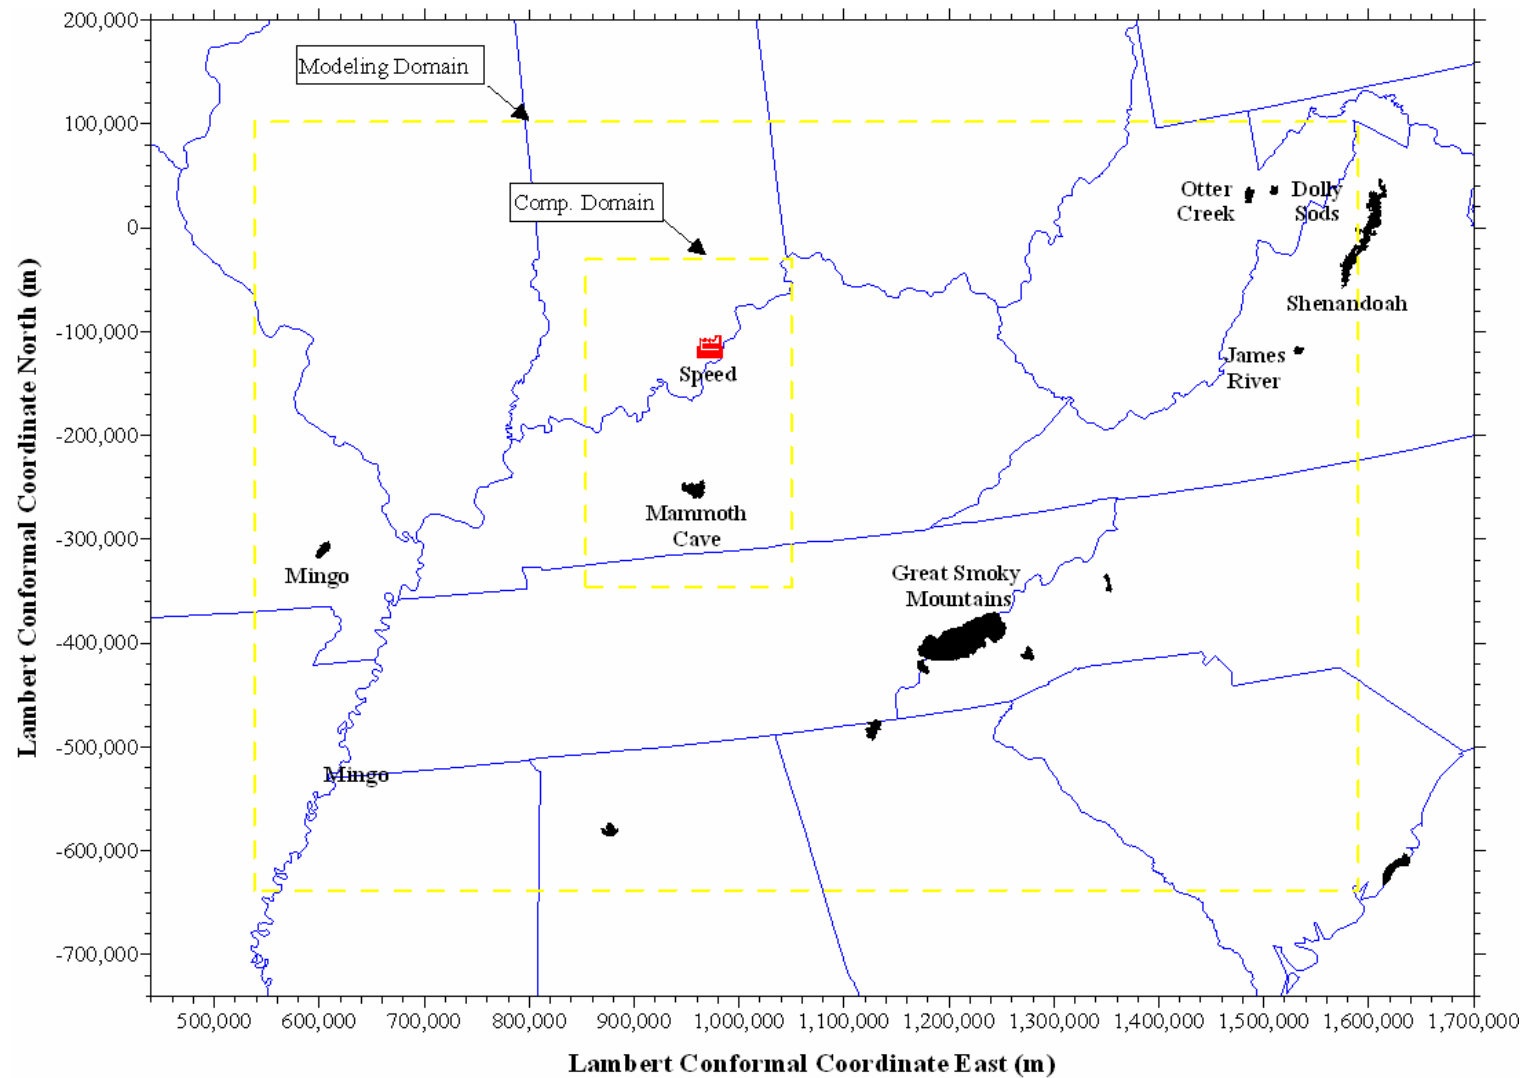 200,000
Modeling Domain
100,000
Comp. Domain
Otter
Creek
Dolly
Sods
0
Shenandoah
-100,000
James
River
Speed
-200,000
Mammoth
Cave
-300,000
Mingo
Great Smoky
Mountains
-400,000
-500,000
Mingo
-600,000
-700,000
Lambert Conformal Coordinate North (m)
500,000 600,000 700,000 800,000 900,000 1,000,000 1,100,000 1,200,000 1,300,000 1,400,000 1,500,000 1,600,000 1,700,000
Lambert Conformal Coordinate East (m)